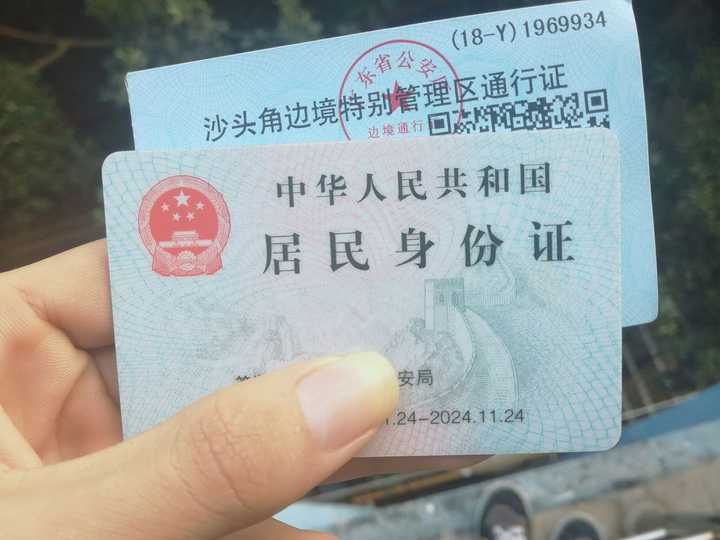 (18-Y)1969934
东省公安
沙头角边境特别管理区通行证
边境通行
中华人民共和国
居民身份证
安局
.24-2024.11.24